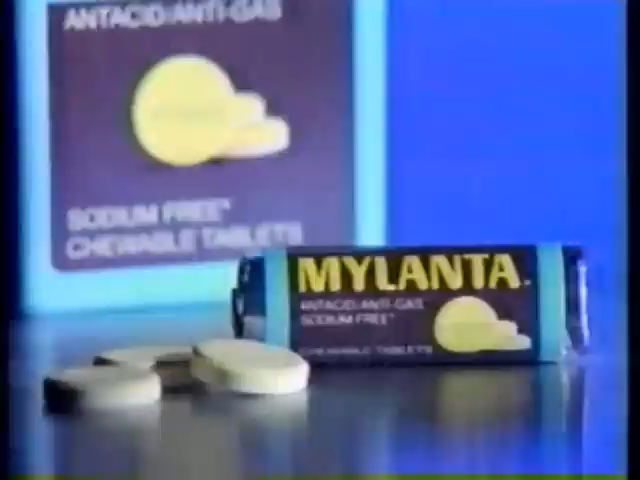 ANTACID/ANTI-GAS
SODIUM FREE*
CHEWABLE TABLETS
MYLANTA.
ANTACID/ANTI-GAS
SODIUM FREE*
CHEWABLE TABLETS